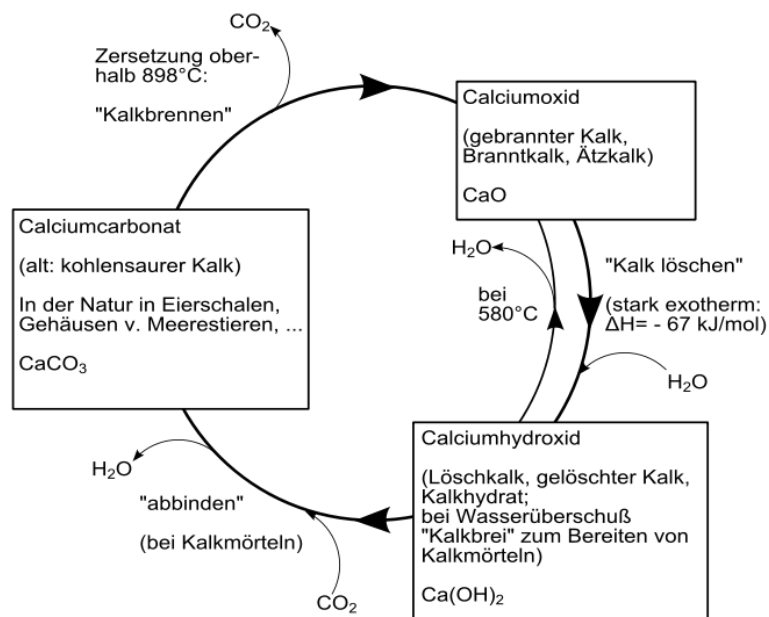 CO2
Zersetzung ober-
halb 898°C:
"Kalkbrennen"
Calciumoxid
(gebrannter Kalk,
Branntkalk, Ätzkalk)
CaO
Calciumcarbonat
(alt: kohlensaurer Kalk)
In der Natur in Eierschalen,
Gehäusen v. Meerestieren, ...
CaCO3
H2O
bei
580°C
"Kalk löschen"
(stark exotherm:
ΔH= - 67 kJ/mol)
H2O
Calciumhydroxid
(Löschkalk, gelöschter Kalk,
Kalkhydrat;
bei Wasserüberschuß
"Kalkbrei" zum Bereiten von
Kalkmörteln)
Ca(OH)2
H2O
"abbinden"
(bei Kalkmörteln)
CO2